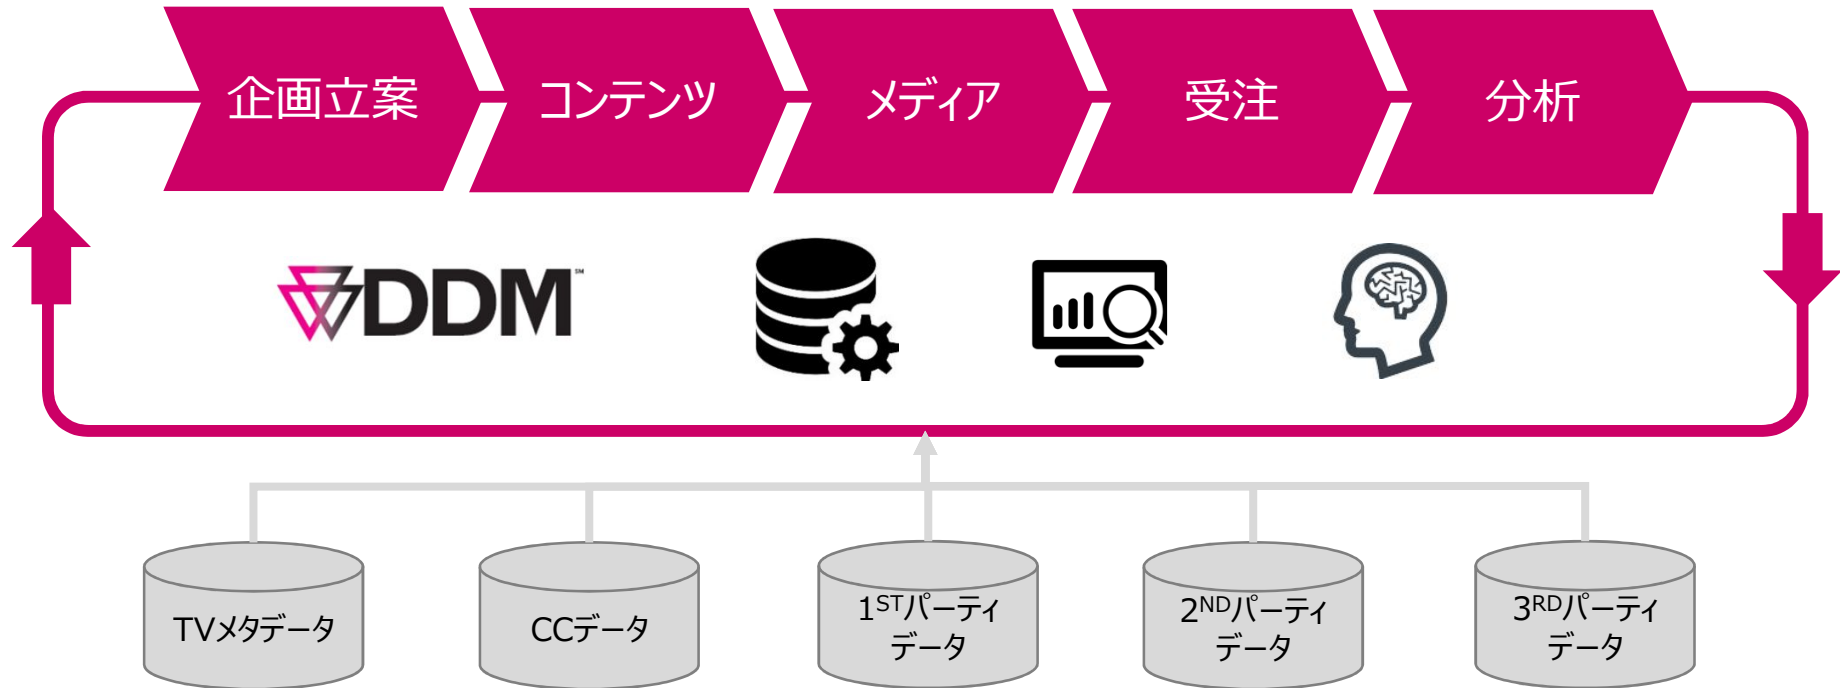 企画立案
コンテンツ
メディア
受注
分析
DDM℠
TVメタデータ
CCデータ
1STパーティ
データ
2NDパーティ
データ
3RDパーティ
データ